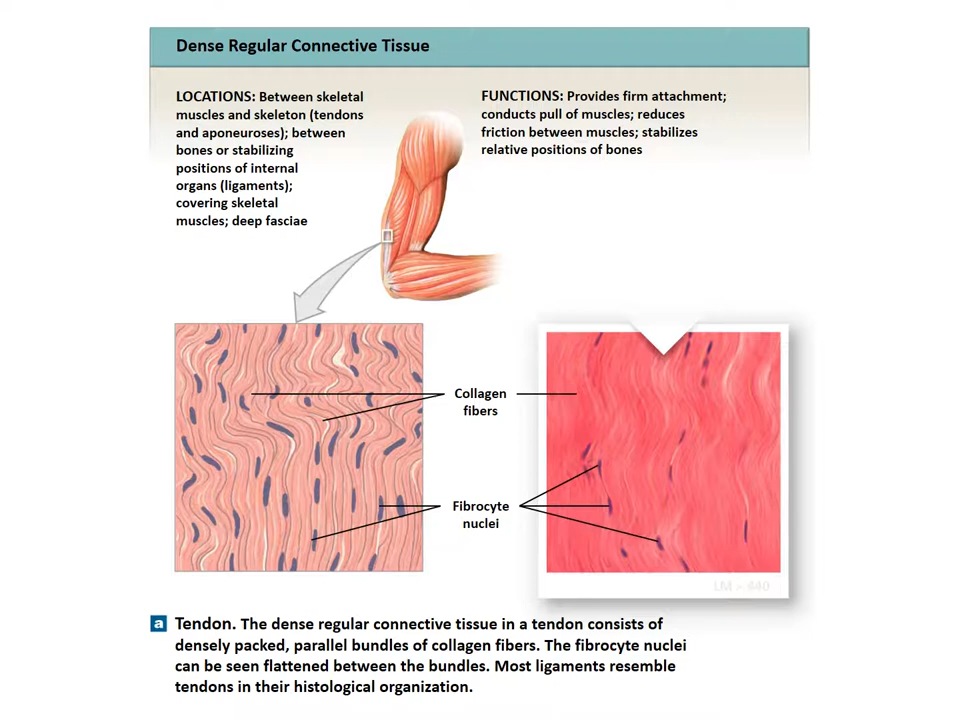 Dense Regular Connective Tissue
LOCATIONS: Between skeletal
muscles and skeleton (tendons
and aponeuroses); between
bones or stabilizing
positions of internal
organs (ligaments);
covering skeletal
muscles; deep fasciae
FUNCTIONS: Provides firm attachment;
conducts pull of muscles; reduces
friction between muscles; stabilizes
relative positions of bones
Collagen
fibers
Fibrocyte
nuclei
LM × 440
a Tendon. The dense regular connective tissue in a tendon consists of
densely packed, parallel bundles of collagen fibers. The fibrocyte nuclei
can be seen flattened between the bundles. Most ligaments resemble
tendons in their histological organization.